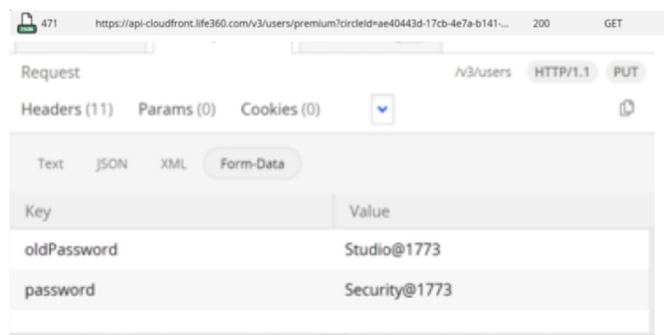 JSON 471 https://api-cloudfront.life360.com/v3/users/premium?circleId=ae40443d-17cb-4e7a-b141-... 200 GET
Request /v3/users HTTP/1.1 PUT
Headers (11) Params (0) Cookies (0)
Text JSON XML Form-Data
Key Value
oldPassword Studio@1773
password Security@1773